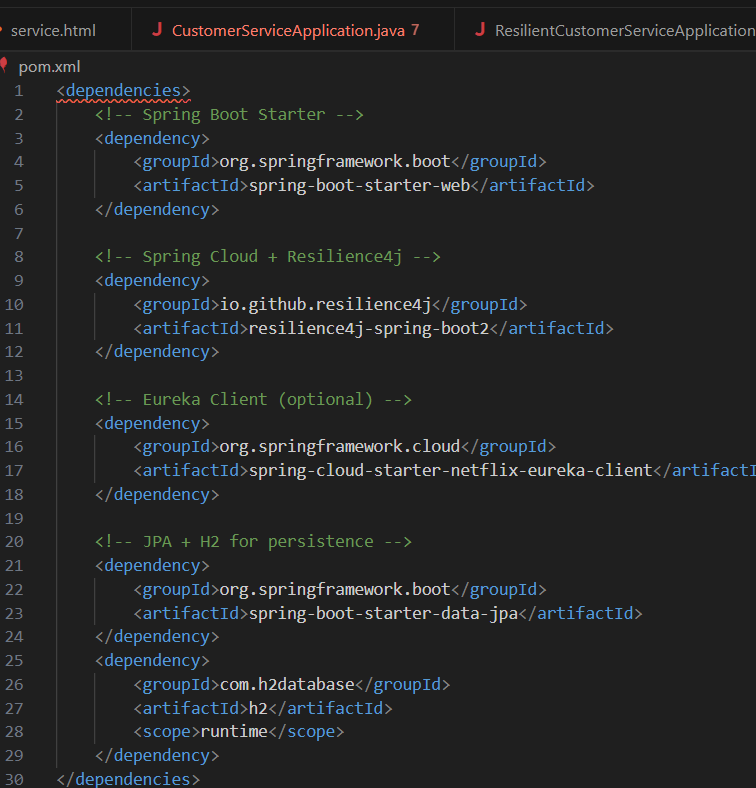 service.html
CustomerServiceApplication.java 7
ResilientCustomerServiceApplication
pom.xml
1 <dependencies>
2 <!-- Spring Boot Starter -->
3 <dependency>
4 <groupId>org.springframework.boot</groupId>
5 <artifactId>spring-boot-starter-web</artifactId>
6 </dependency>
7
8 <!-- Spring Cloud + Resilience4j -->
9 <dependency>
10 <groupId>io.github.resilience4j</groupId>
11 <artifactId>resilience4j-spring-boot2</artifactId>
12 </dependency>
13
14 <!-- Eureka Client (optional) -->
15 <dependency>
16 <groupId>org.springframework.cloud</groupId>
17 <artifactId>spring-cloud-starter-netflix-eureka-client</artifactI
18 </dependency>
19
20 <!-- JPA + H2 for persistence -->
21 <dependency>
22 <groupId>org.springframework.boot</groupId>
23 <artifactId>spring-boot-starter-data-jpa</artifactId>
24 </dependency>
25 <dependency>
26 <groupId>com.h2database</groupId>
27 <artifactId>h2</artifactId>
28 <scope>runtime</scope>
29 </dependency>
30 </dependencies>